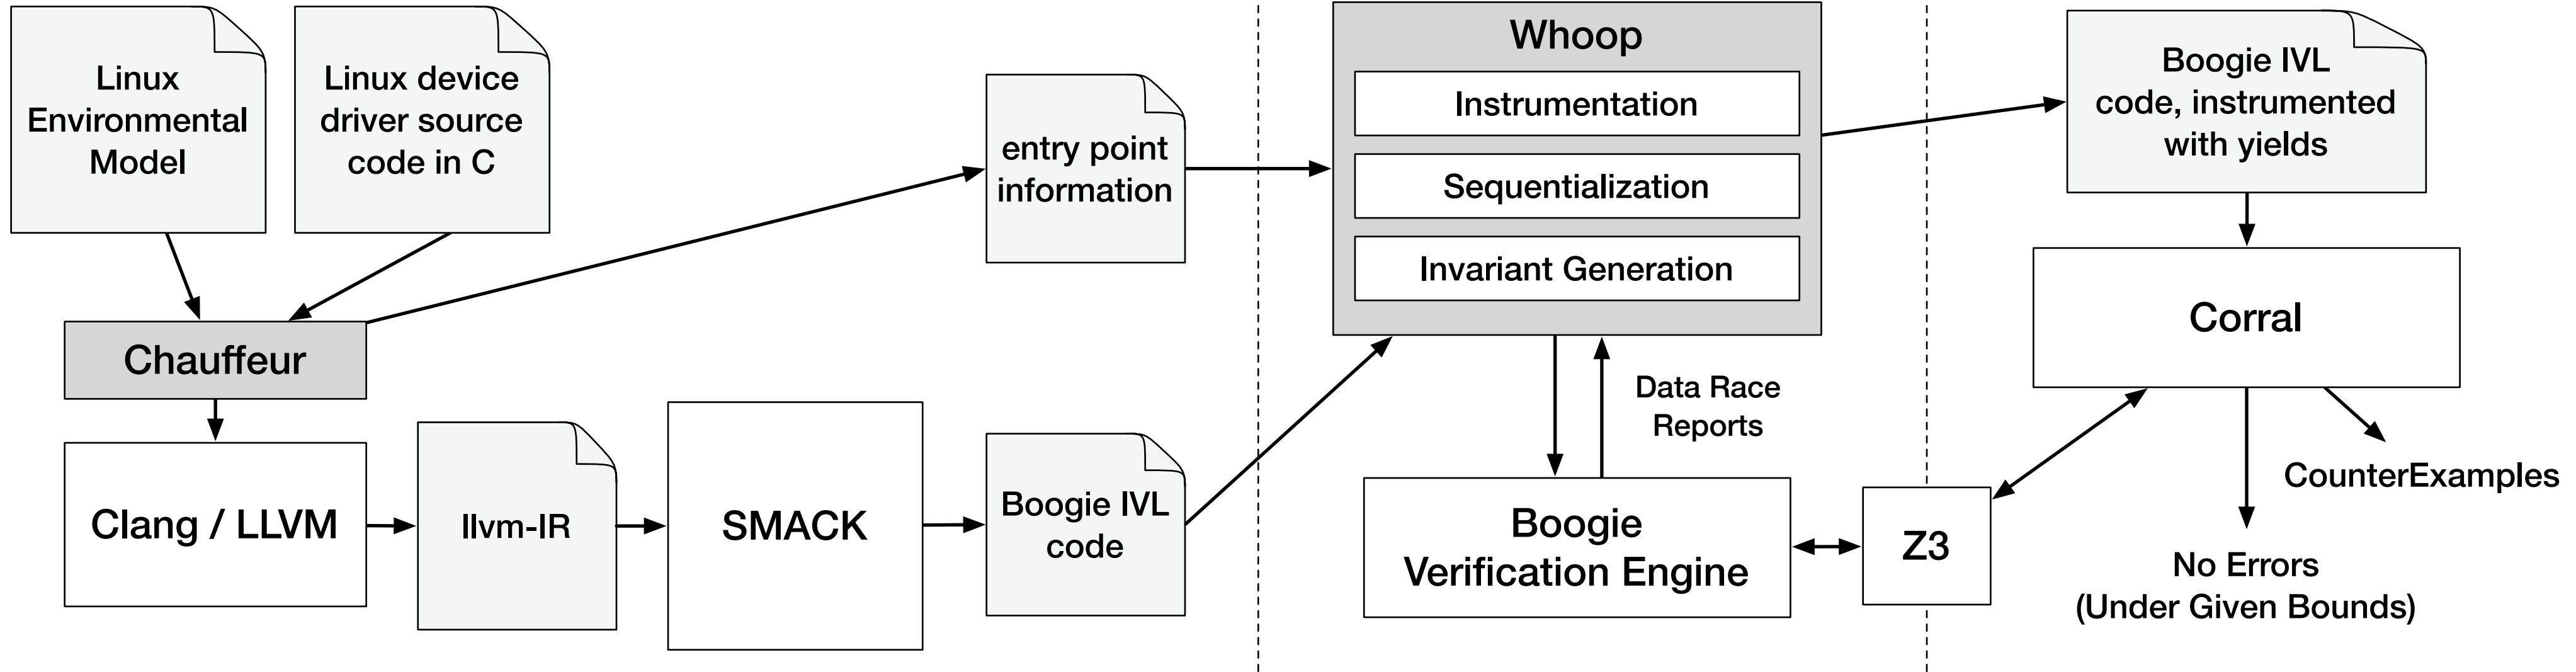 Linux
Environmental
Model
Linux device
driver source
code in C
Chauffeur
Clang / LLVM
llvm-IR
SMACK
entry point
information
Boogie IVL
code
Whoop
Instrumentation
Sequentialization
Invariant Generation
Data Race
Reports
Boogie
Verification Engine
Z3
Boogie IVL
code, instrumented
with yields
Corral
CounterExamples
No Errors
(Under Given Bounds)